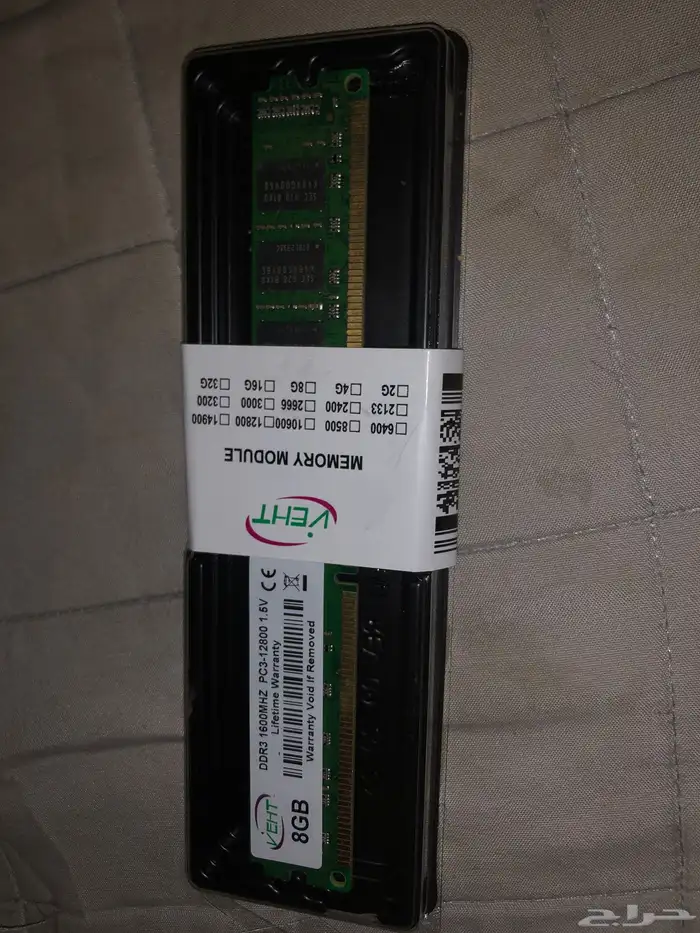 VEHT
MEMORY MODULE
☐6400 ☐8500 ☐10600 ☐12800 ☐14900
☐2133 ☐2400 ☐2666 ☐3000 ☐3200
☐2G ☐4G ☐8G ☐16G ☐32G
DDR3 1600MHZ PC3-12800 1.5V
Lifetime Warranty
Warranty Void If Removed
VEHT
8GB
CE
حراج